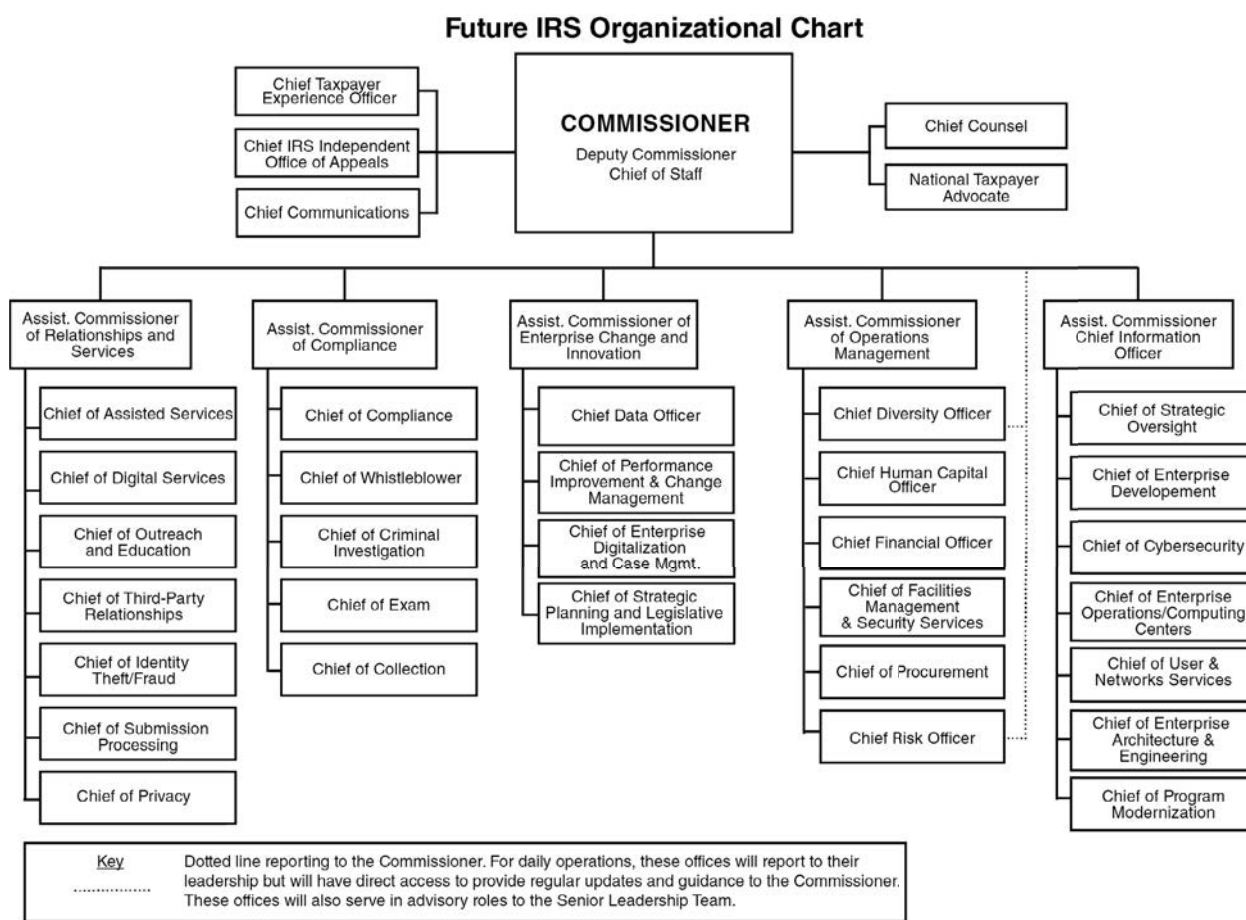 Future IRS Organizational Chart
Chief Taxpayer
Experience Officer
Chief IRS Independent
Office of Appeals
Chief Communications
COMMISSIONER
Deputy Commissioner
Chief of Staff
Chief Counsel
National Taxpayer
Advocate
Assist. Commissioner
of Relationships and
Services
Chief of Assisted Services
Chief of Digital Services
Chief of Outreach
and Education
Chief of Third-Party
Relationships
Chief of Identity
Theft/Fraud
Chief of Submission
Processing
Chief of Privacy
Assist. Commissioner
of Compliance
Chief of Compliance
Chief of Whistleblower
Chief of Criminal
Investigation
Chief of Exam
Chief of Collection
Assist. Commissioner of
Enterprise Change and
Innovation
Chief Data Officer
Chief of Performance
Improvement & Change
Management
Chief of Enterprise
Digitalization
and Case Mgmt.
Chief of Strategic
Planning and Legislative
Implementation
Assist. Commissioner
of Operations
Management
Chief Diversity Officer
Chief Human Capital
Officer
Chief Financial Officer
Chief of Facilities
Management
& Security Services
Chief of Procurement
Chief Risk Officer
Assist. Commissioner
Chief Information
Officer
Chief of Strategic
Oversight
Chief of Enterprise
Developement
Chief of Cybersecurity
Chief of Enterprise
Operations/Computing
Centers
Chief of User &
Networks Services
Chief of Enterprise
Architecture &
Engineering
Chief of Program
Modernization
Key
Dotted line reporting to the Commissioner. For daily operations, these offices will report to their
leadership but will have direct access to provide regular updates and guidance to the Commissioner.
These offices will also serve in advisory roles to the Senior Leadership Team.